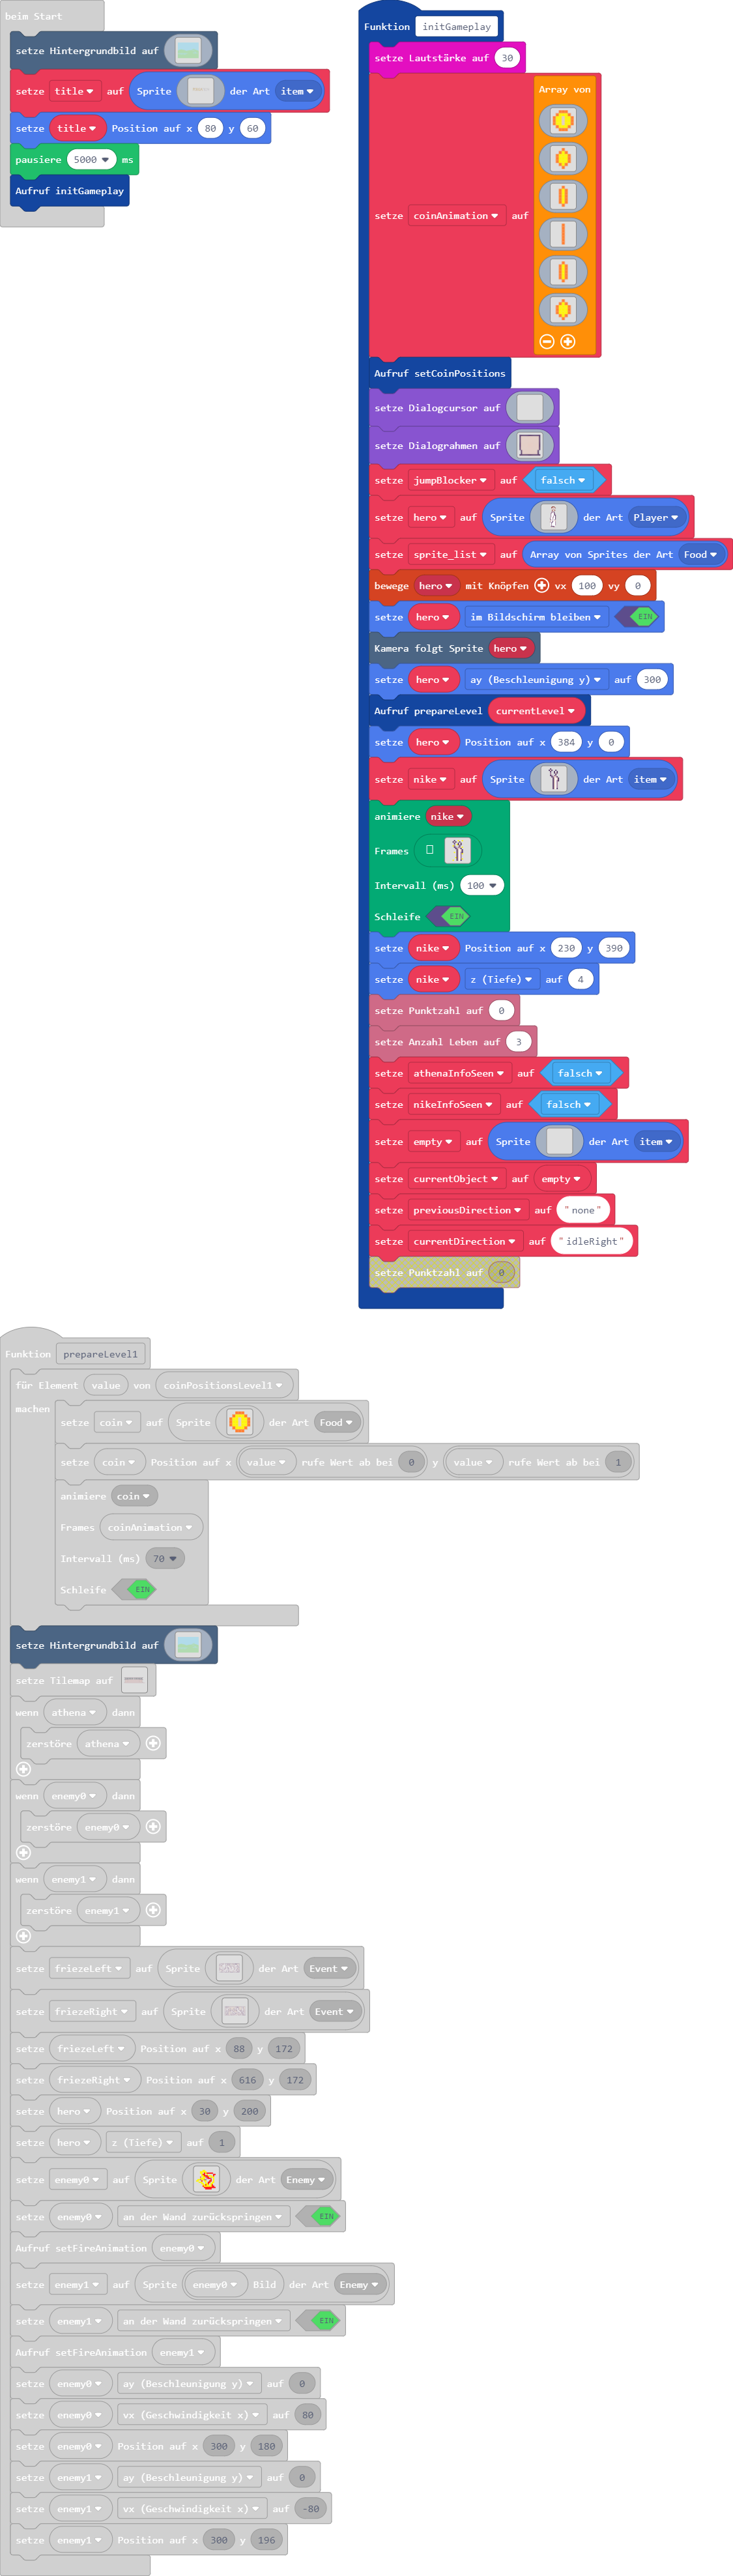 beim Start
setze Hintergrundbild auf
setze title auf Sprite der Art item
setze title Position auf x 80 y 60
pausiere 5000 ms
Aufruf initGameplay
Funktion initGameplay
setze Lautstärke auf 30
setze coinAnimation auf Array von
Aufruf setCoinPositions
setze Dialogcursor auf
setze Dialograhmen auf
setze jumpBlocker auf falsch
setze hero auf Sprite der Art Player
setze sprite_list auf Array von Sprites der Art Food
bewege hero mit Knöpfen vx 100 vy 0
setze hero im Bildschirm bleiben EIN
Kamera folgt Sprite hero
setze hero ay (Beschleunigung y) auf 300
Aufruf prepareLevel currentLevel
setze hero Position auf x 384 y 0
setze nike auf Sprite der Art item
animiere nike
Frames
Intervall (ms) 100
Schleife EIN
setze nike Position auf x 230 y 390
setze nike z (Tiefe) auf 4
setze Punktzahl auf 0
setze Anzahl Leben auf 3
setze athenaInfoSeen auf falsch
setze nikeInfoSeen auf falsch
setze empty auf Sprite der Art item
setze currentObject auf empty
setze previousDirection auf "none"
setze currentDirection auf "idleRight"
setze Punktzahl auf 0
Funktion prepareLevel1
für Element value von coinPositionsLevel1
machen
setze coin auf Sprite der Art Food
setze coin Position auf x value rufe Wert ab bei 0 y value rufe Wert ab bei 1
animiere coin
Frames coinAnimation
Intervall (ms) 70
Schleife EIN
setze Hintergrundbild auf
setze Tilemap auf
wenn athena dann
zerstöre athena
wenn enemy0 dann
zerstöre enemy0
wenn enemy1 dann
zerstöre enemy1
setze friezeLeft auf Sprite der Art Event
setze friezeRight auf Sprite der Art Event
setze friezeLeft Position auf x 88 y 172
setze friezeRight Position auf x 616 y 172
setze hero Position auf x 30 y 200
setze hero z (Tiefe) auf 1
setze enemy0 auf Sprite der Art Enemy
setze enemy0 an der Wand zurückspringen EIN
Aufruf setFireAnimation enemy0
setze enemy1 auf Sprite enemy0 Bild der Art Enemy
setze enemy1 an der Wand zurückspringen EIN
Aufruf setFireAnimation enemy1
setze enemy0 ay (Beschleunigung y) auf 0
setze enemy0 vx (Geschwindigkeit x) auf 80
setze enemy0 Position auf x 300 y 180
setze enemy1 ay (Beschleunigung y) auf 0
setze enemy1 vx (Geschwindigkeit x) auf -80
setze enemy1 Position auf x 300 y 196